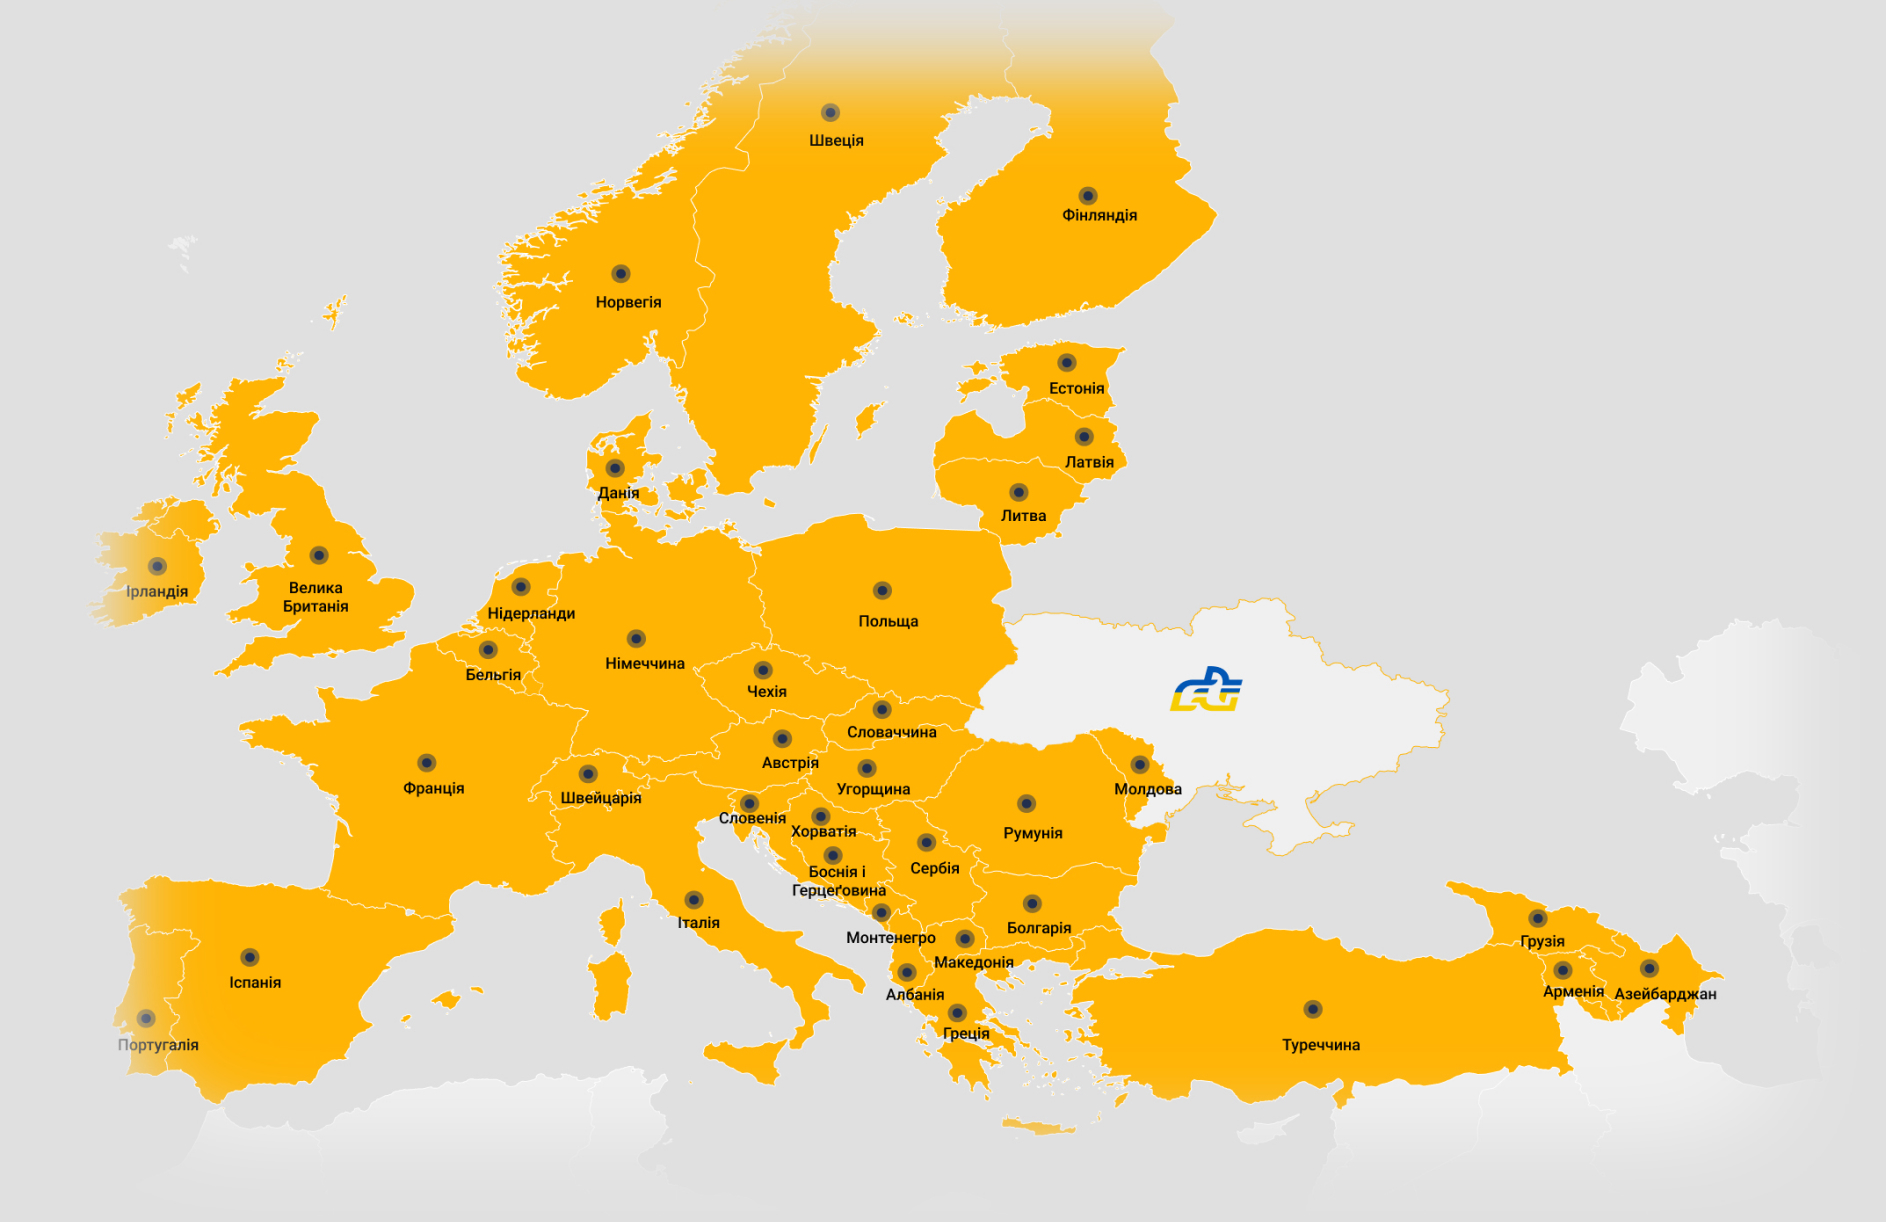 Швеція
Фінляндія
Норвегія
Естонія
Латвія
Данія
Литва
Ірландія
Велика
Британія
Нідерланди
Польща
Німеччина
Бельгія
Чехія
Словаччина
Австрія
Франція
Швейцарія
Угорщина
Молдова
Словенія
Хорватія
Румунія
Боснія і
Герцеґовина
Сербія
Італія
Болгарія
Монтенегро
Грузія
Македонія
Іспанія
Албанія
Арменія
Азейбарджан
Греція
Португалія
Туреччина